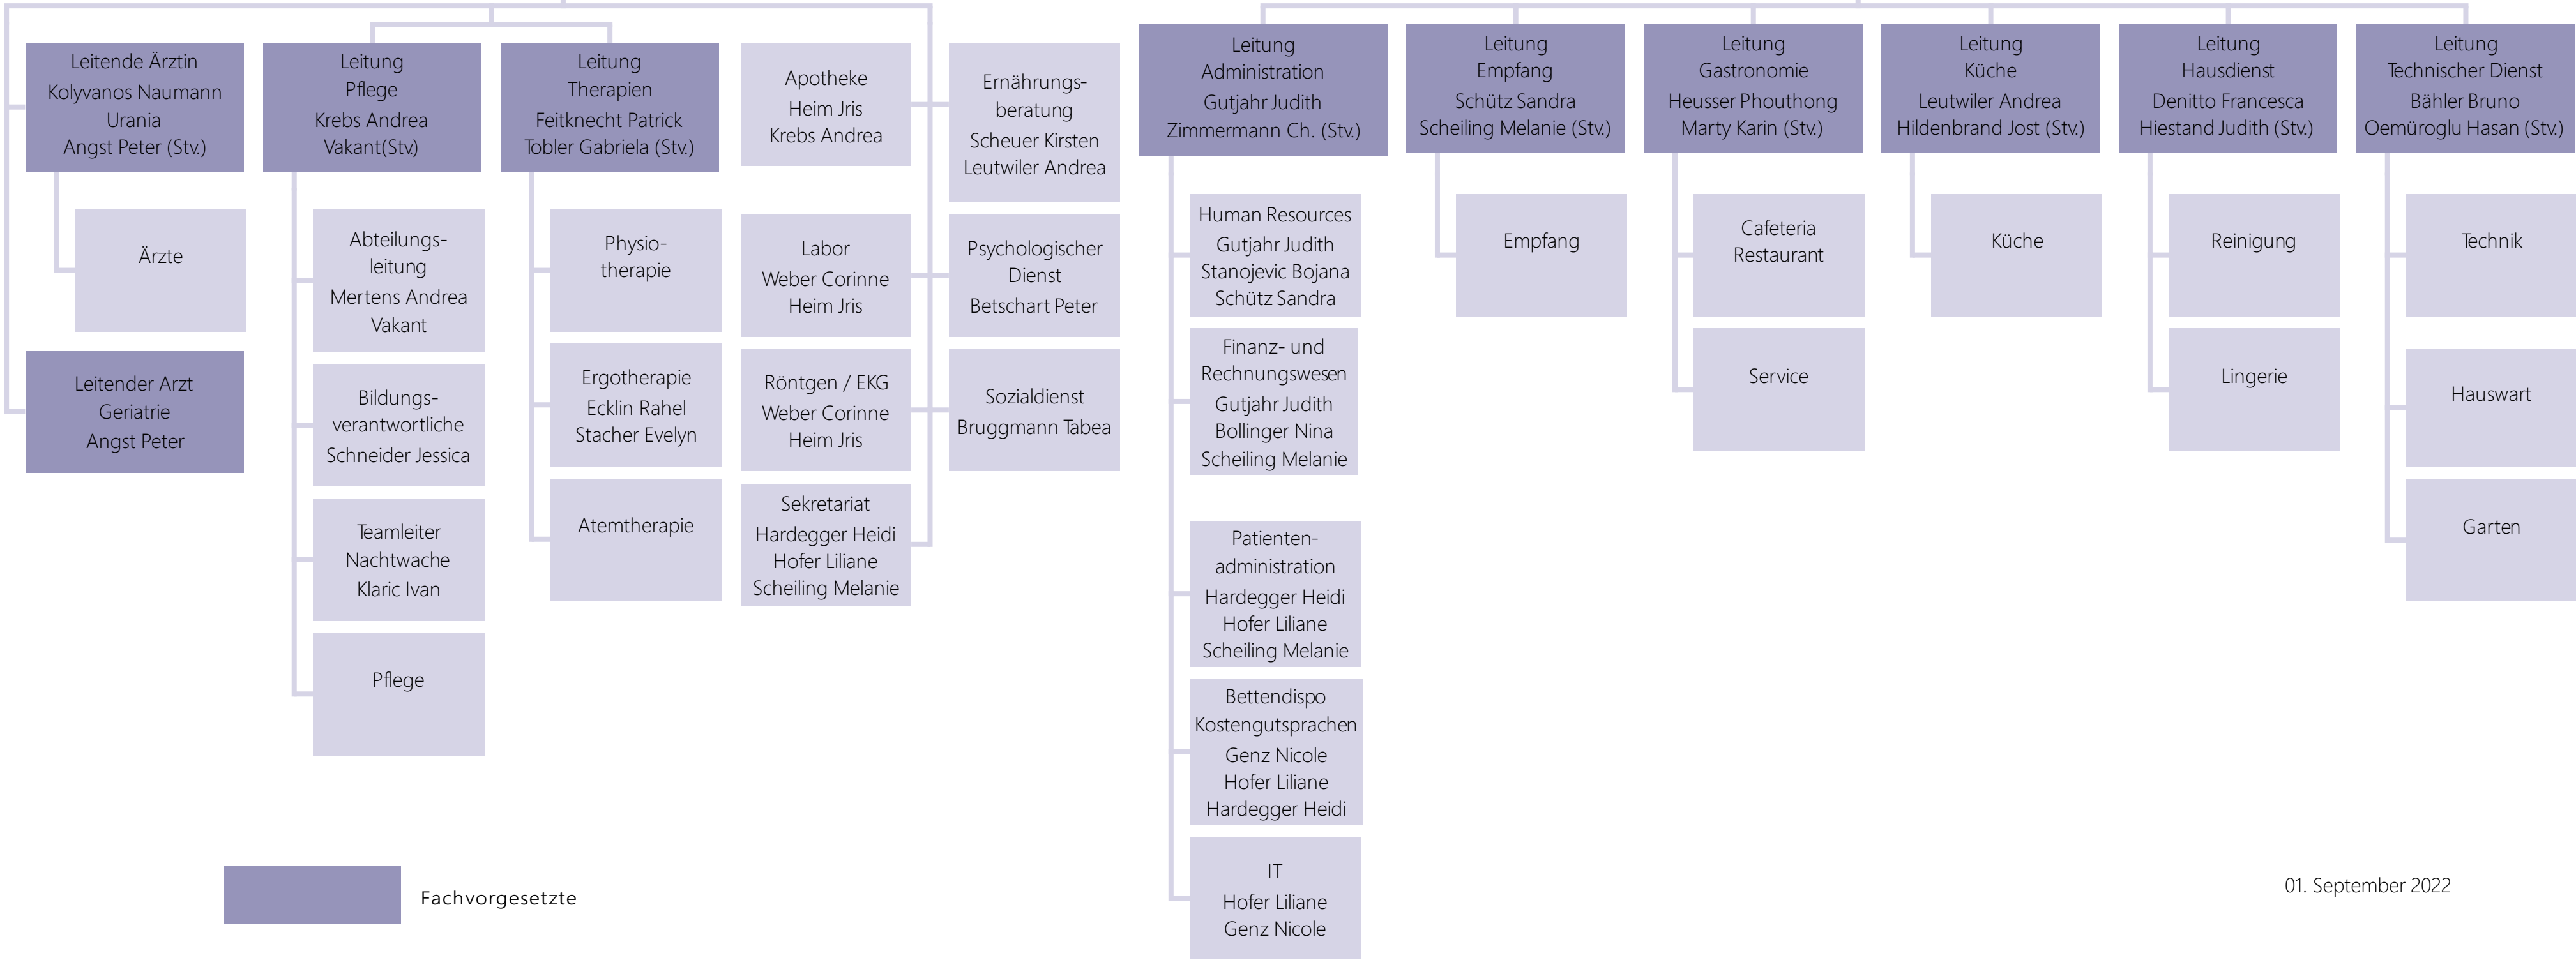 Leitende Ärztin
Kolyvanos Naumann
Urania
Angst Peter (Stv.)
Ärzte
Leitender Arzt
Geriatrie
Angst Peter
Leitung
Pflege
Krebs Andrea
Vakant(Stv.)
Abteilungs-
leitung
Mertens Andrea
Vakant
Bildungs-
verantwortliche
Schneider Jessica
Teamleiter
Nachtwache
Klaric Ivan
Pflege
Leitung
Therapien
Feitknecht Patrick
Tobler Gabriela (Stv.)
Physio-
therapie
Ergotherapie
Ecklin Rahel
Stacher Evelyn
Atemtherapie
Apotheke
Heim Jris
Krebs Andrea
Labor
Weber Corinne
Heim Jris
Röntgen / EKG
Weber Corinne
Heim Jris
Sekretariat
Hardegger Heidi
Hofer Liliane
Scheiling Melanie
Ernährungs-
beratung
Scheuer Kirsten
Leutwiler Andrea
Psychologischer
Dienst
Betschart Peter
Sozialdienst
Bruggmann Tabea
Leitung
Administration
Gutjahr Judith
Zimmermann Ch. (Stv.)
Human Resources
Gutjahr Judith
Stanojevic Bojana
Schütz Sandra
Finanz- und
Rechnungswesen
Gutjahr Judith
Bollinger Nina
Scheiling Melanie
Patienten-
administration
Hardegger Heidi
Hofer Liliane
Scheiling Melanie
Bettendispo
Kostengutsprachen
Genz Nicole
Hofer Liliane
Hardegger Heidi
IT
Hofer Liliane
Genz Nicole
Leitung
Empfang
Schütz Sandra
Scheiling Melanie (Stv.)
Empfang
Leitung
Gastronomie
Heusser Phouthong
Marty Karin (Stv.)
Cafeteria
Restaurant
Service
Leitung
Küche
Leutwiler Andrea
Hildenbrand Jost (Stv.)
Küche
Leitung
Hausdienst
Denitto Francesca
Hiestand Judith (Stv.)
Reinigung
Lingerie
Leitung
Technischer Dienst
Bähler Bruno
Oemüroglu Hasan (Stv.)
Technik
Hauswart
Garten
Fachvorgesetzte
01. September 2022